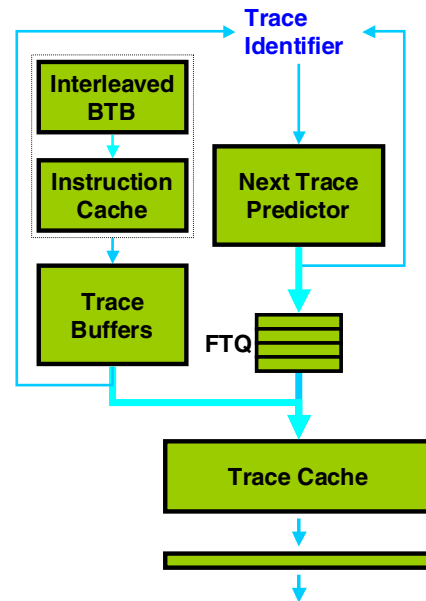 Trace
Identifier
Interleaved
BTB
Instruction
Cache
Next Trace
Predictor
Trace
Buffers
FTQ
Trace Cache